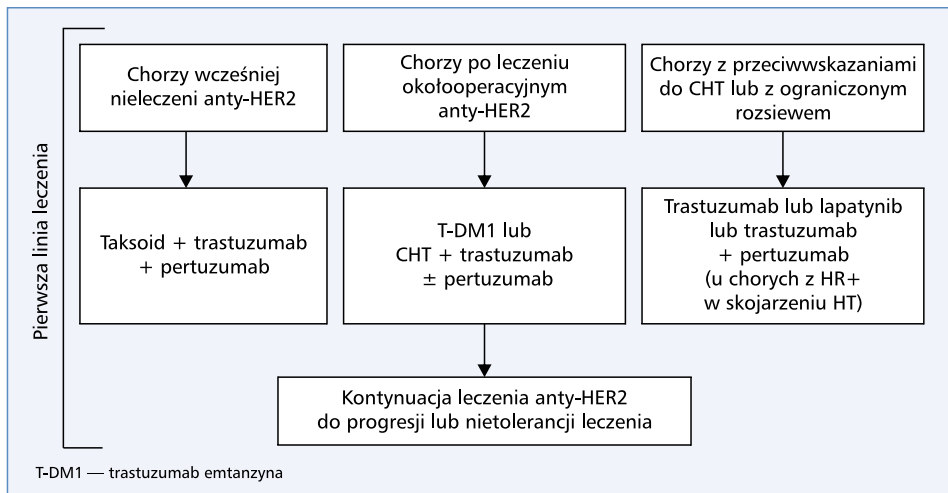 Pierwsza linia leczenia
Chorzy wcześniej
nieleczeni anty-HER2
Chorzy po leczeniu
okołooperacyjnym
anty-HER2
Chorzy z przeciwwskazaniami
do CHT lub z ograniczonym
rozsiewem
Taksoid + trastuzumab
+ pertuzumab
T-DM1 lub
CHT + trastuzumab
± pertuzumab
Trastuzumab lub lapatynib
lub trastuzumab
+ pertuzumab
(u chorych z HR+
w skojarzeniu HT)
Kontynuacja leczenia anty-HER2
do progresji lub nietolerancji leczenia
T-DM1 — trastuzumab emtanzyna